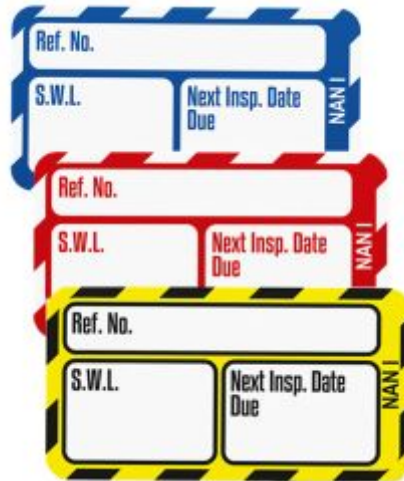 Ref. No.
S.W.L.
Next Insp. Date
Due
NAN I
Ref. No.
S.W.L.
Next Insp. Date
Due
NAN I
Ref. No.
S.W.L.
Next Insp. Date
Due
NAN I